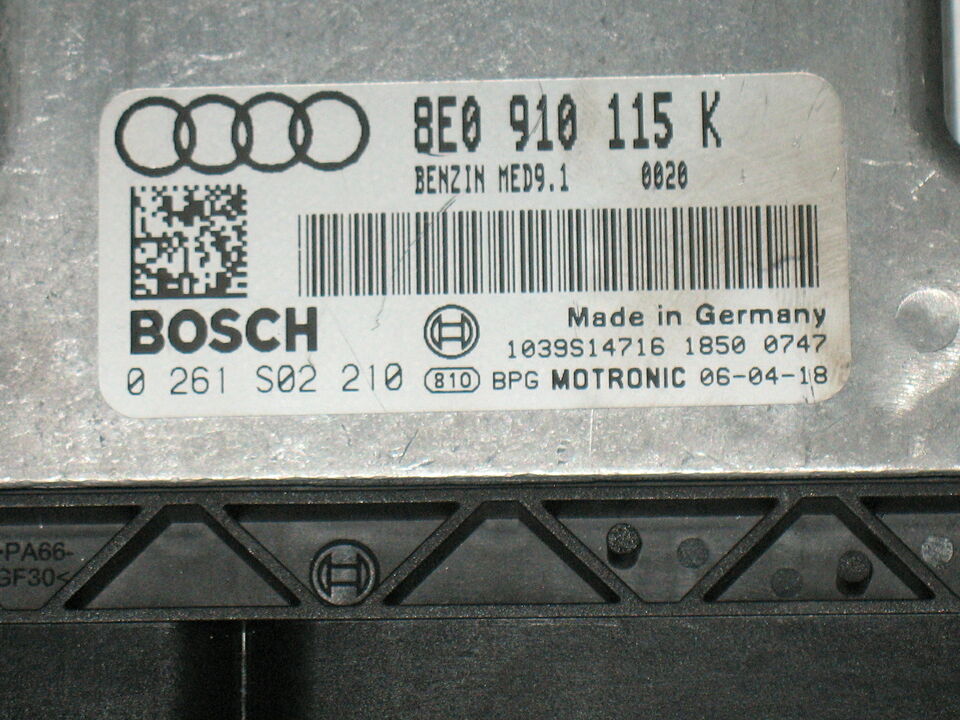 8E0 910 115 K
BENZIN MED9.1 0020
BOSCH
Made in Germany
1039S14716 1850 0747
0 261 S02 210 810 BPG MOTRONIC 06-04-18
>PA66-
GF30<